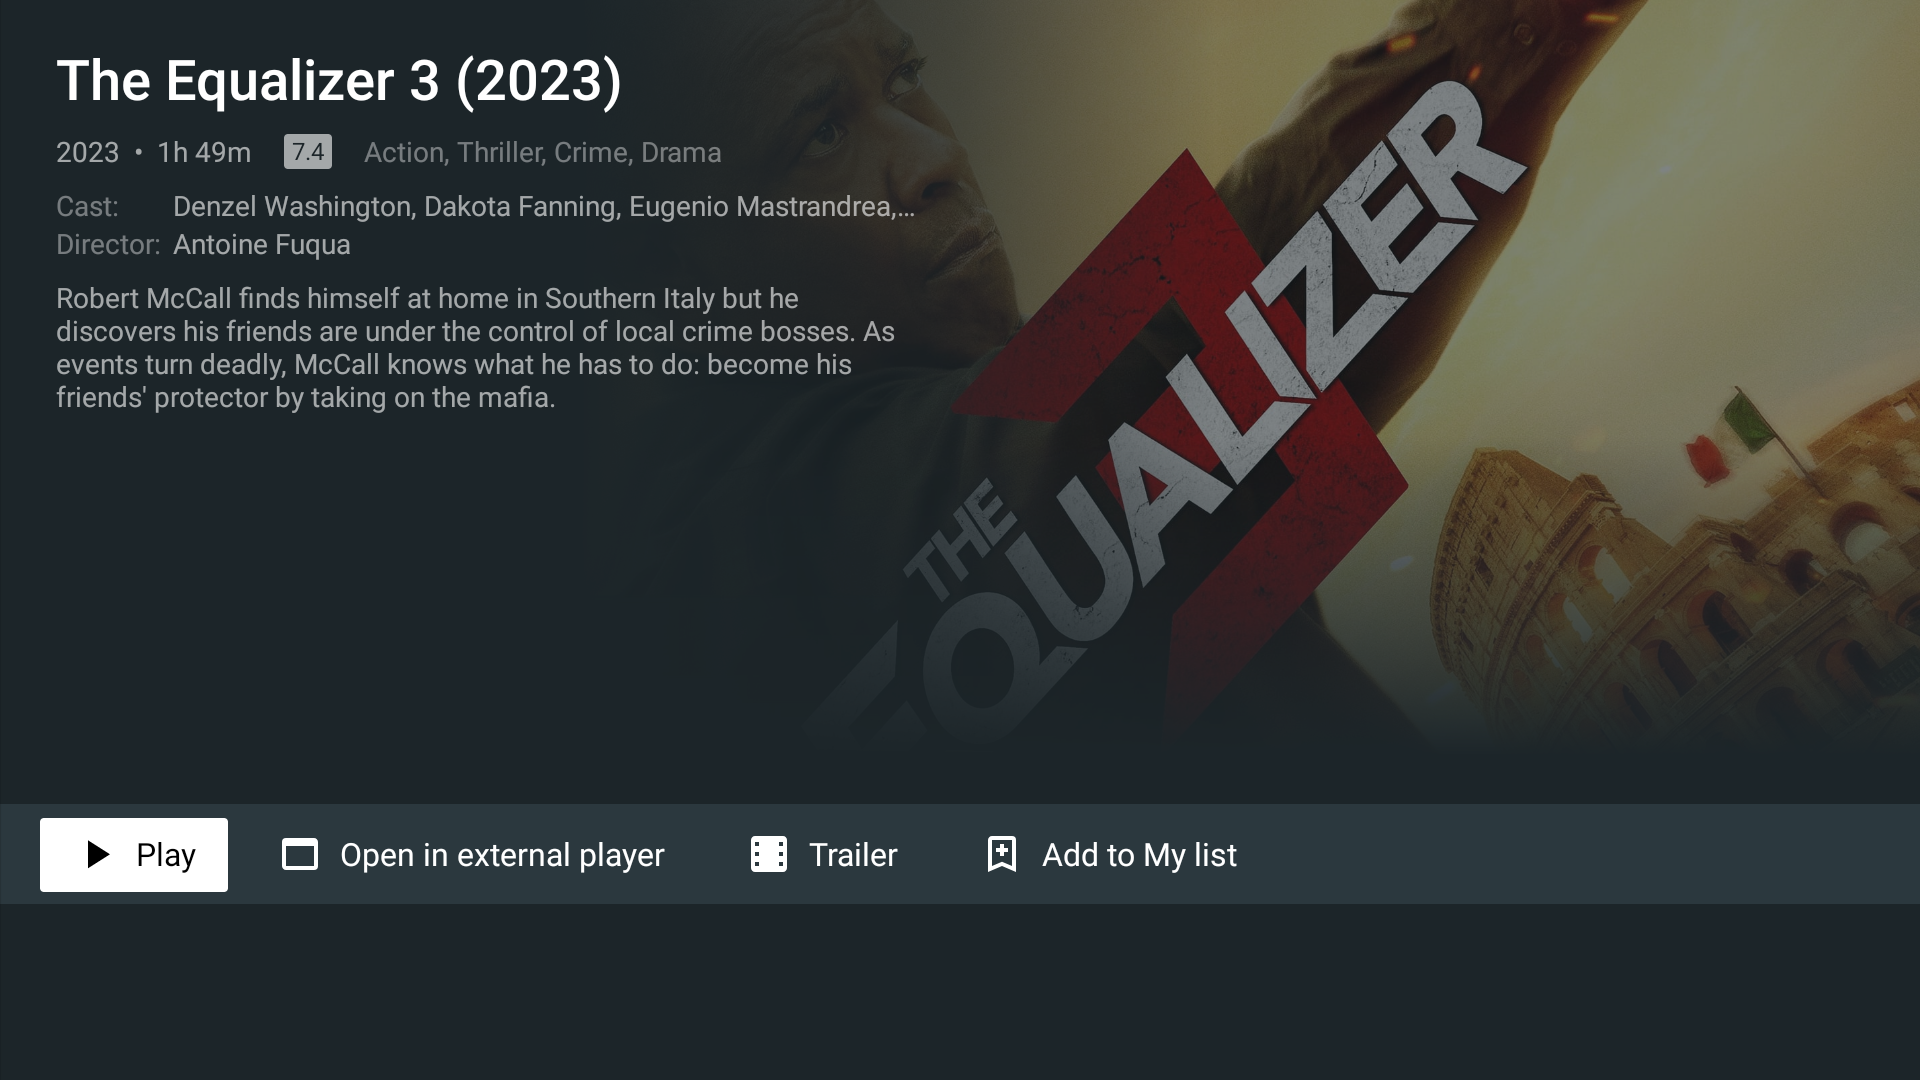 The Equalizer 3 (2023)
2023 • 1h 49m 7.4 Action, Thriller, Crime, Drama
Cast: Denzel Washington, Dakota Fanning, Eugenio Mastrandrea,...
Director: Antoine Fuqua
Robert McCall finds himself at home in Southern Italy but he
discovers his friends are under the control of local crime bosses. As
events turn deadly, McCall knows what he has to do: become his
friends' protector by taking on the mafia.
THE
EQUALIZER
3
Play Open in external player Trailer Add to My list